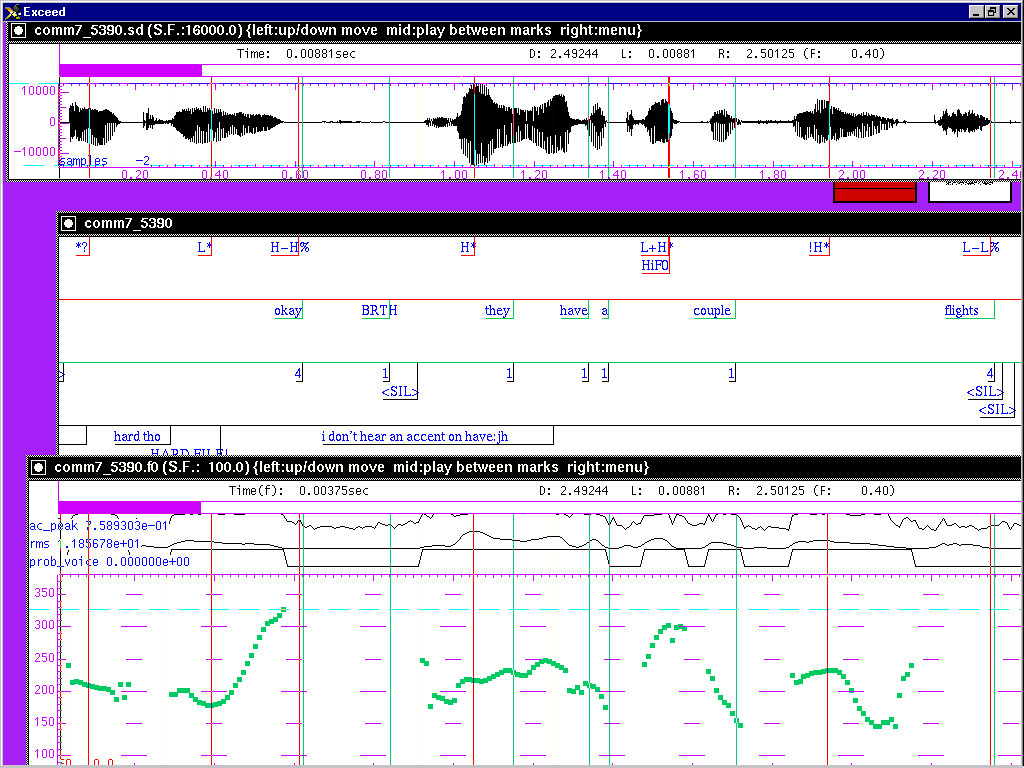 Exceed
comm7_5390.sd (S.F.:16000.0) {left:up/down move mid:play between marks right:menu}
Time: 0.00881sec D: 2.49244 L: 0.00881 R: 2.50125 (F: 0.40)
10000
0
-10000
samples -2
0.20 0.40 0.60 0.80 1.00 1.20 1.40 1.60 1.80 2.00 2.20 2.40
comm7_5390
*? L* H-H% H* L+H* !H* L-L%
HiF0
okay BRTH they have a couple flights
> 4 1 1 1 1 1 4
<SIL> <SIL>
<SIL>
hard tho i don't hear an accent on have:jh
HARD FILE!
comm7_5390.f0 (S.F.: 100.0) {left:up/down move mid:play between marks right:menu}
Time(f): 0.00375sec D: 2.49244 L: 0.00881 R: 2.50125 (F: 0.40)
ac_peak 7.589303e-01
rms 1.185678e+01
prob_voice 0.000000e+00
350
300
250
200
150
100